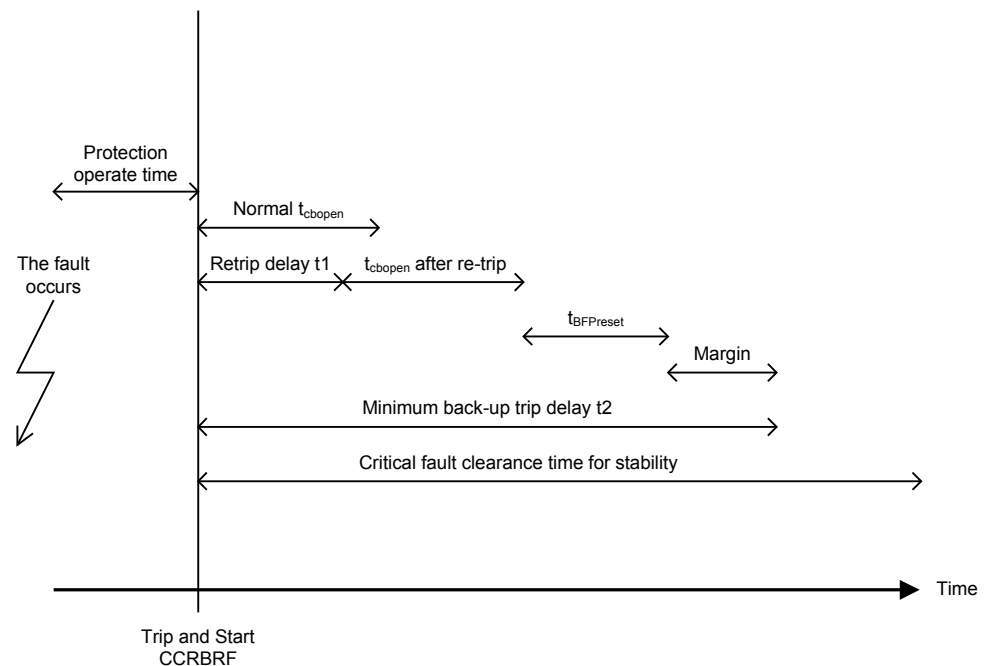 Protection
operate time
Normal tcbopen
The fault
occurs
Retrip delay t1
tcbopen after re-trip
tBFPreset
Margin
Minimum back-up trip delay t2
Critical fault clearance time for stability
Time
Trip and Start
CCRBRF